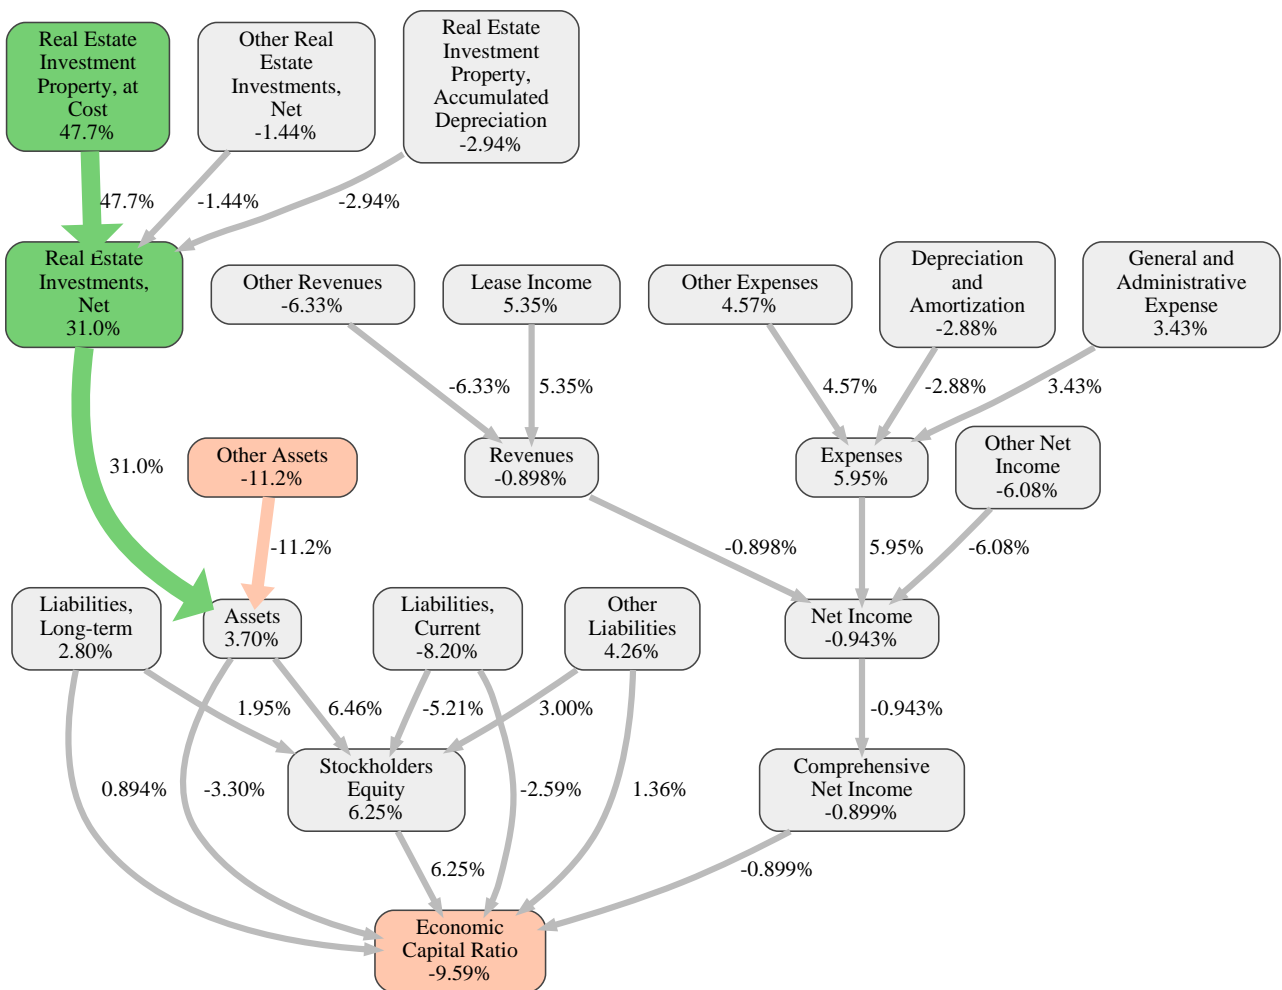 Real Estate
Investment
Property, at
Cost
47.7%
Other Real
Estate
Investments,
Net
-1.44%
Real Estate
Investment
Property,
Accumulated
Depreciation
-2.94%
47.7%
-1.44%
-2.94%
Real Estate
Investments,
Net
31.0%
Other Revenues
-6.33%
Lease Income
5.35%
Other Expenses
4.57%
Depreciation
and
Amortization
-2.88%
General and
Administrative
Expense
3.43%
-6.33%
5.35%
4.57%
-2.88%
3.43%
31.0%
Other Assets
-11.2%
Revenues
-0.898%
Expenses
5.95%
Other Net
Income
-6.08%
-11.2%
-0.898%
5.95%
-6.08%
Liabilities,
Long-term
2.80%
Assets
3.70%
Liabilities,
Current
-8.20%
Other
Liabilities
4.26%
Net Income
-0.943%
1.95%
6.46%
-5.21%
3.00%
-0.943%
0.894%
-3.30%
Stockholders
Equity
6.25%
-2.59%
1.36%
Comprehensive
Net Income
-0.899%
6.25%
-0.899%
Economic
Capital Ratio
-9.59%